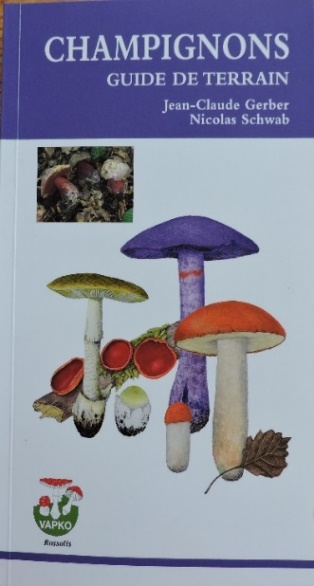 CHAMPIGNONS
GUIDE DE TERRAIN
Jean-Claude Gerber
Nicolas Schwab
VAPKO
Rossolis